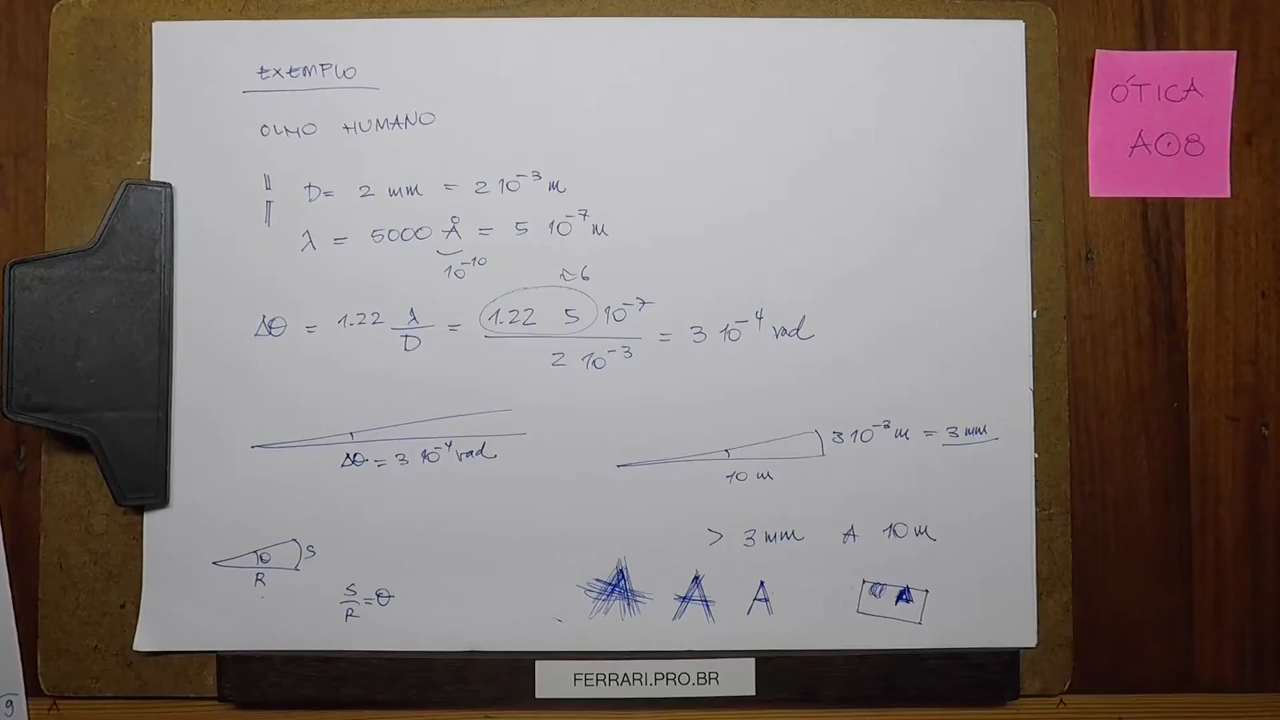 EXEMPLO
OLHO HUMANO
D = 2 mm = 2 10⁻³ m
λ = 5000 Å = 5 10⁻⁷ m
10⁻¹⁰
≈6
Δθ = 1.22 λ/D = 1.22 5 10⁻⁷ / 2 10⁻³ = 3 10⁻⁴ rad
Δθ = 3 10⁻⁴ rad
3 10⁻³ m = 3 mm
10 m
> 3 mm A 10 m
θ S
R
S/R = θ
A A A
A
ÓTICA
A08
FERRARI.PRO.BR
9